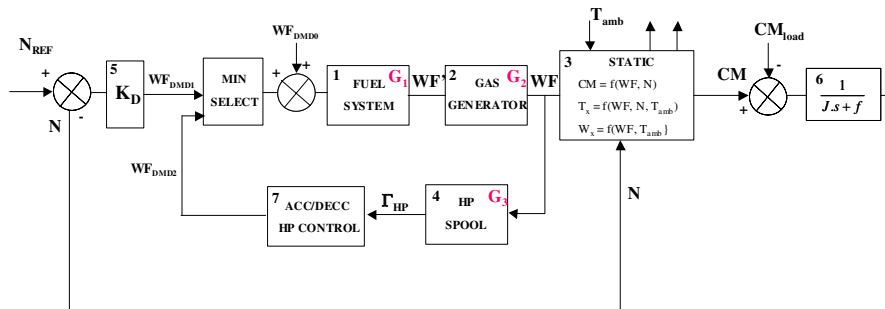 T_amb
N_REF
+
-
N
5
K_D
WF_DMD1
MIN
SELECT
WF_DMD0
+
+
1
FUEL
SYSTEM
G_1
WF'
2
GAS
GENERATOR
G_2
WF
3
STATIC
CM = f(WF, N)
T_x = f(WF, N, T_amb)
W_x = f(WF, T_amb}
CM
CM_load
-
+
6
1
J.s + f
WF_DMD2
7
ACC/DECC
HP CONTROL
Γ_HP
4
HP
SPOOL
G_3
N